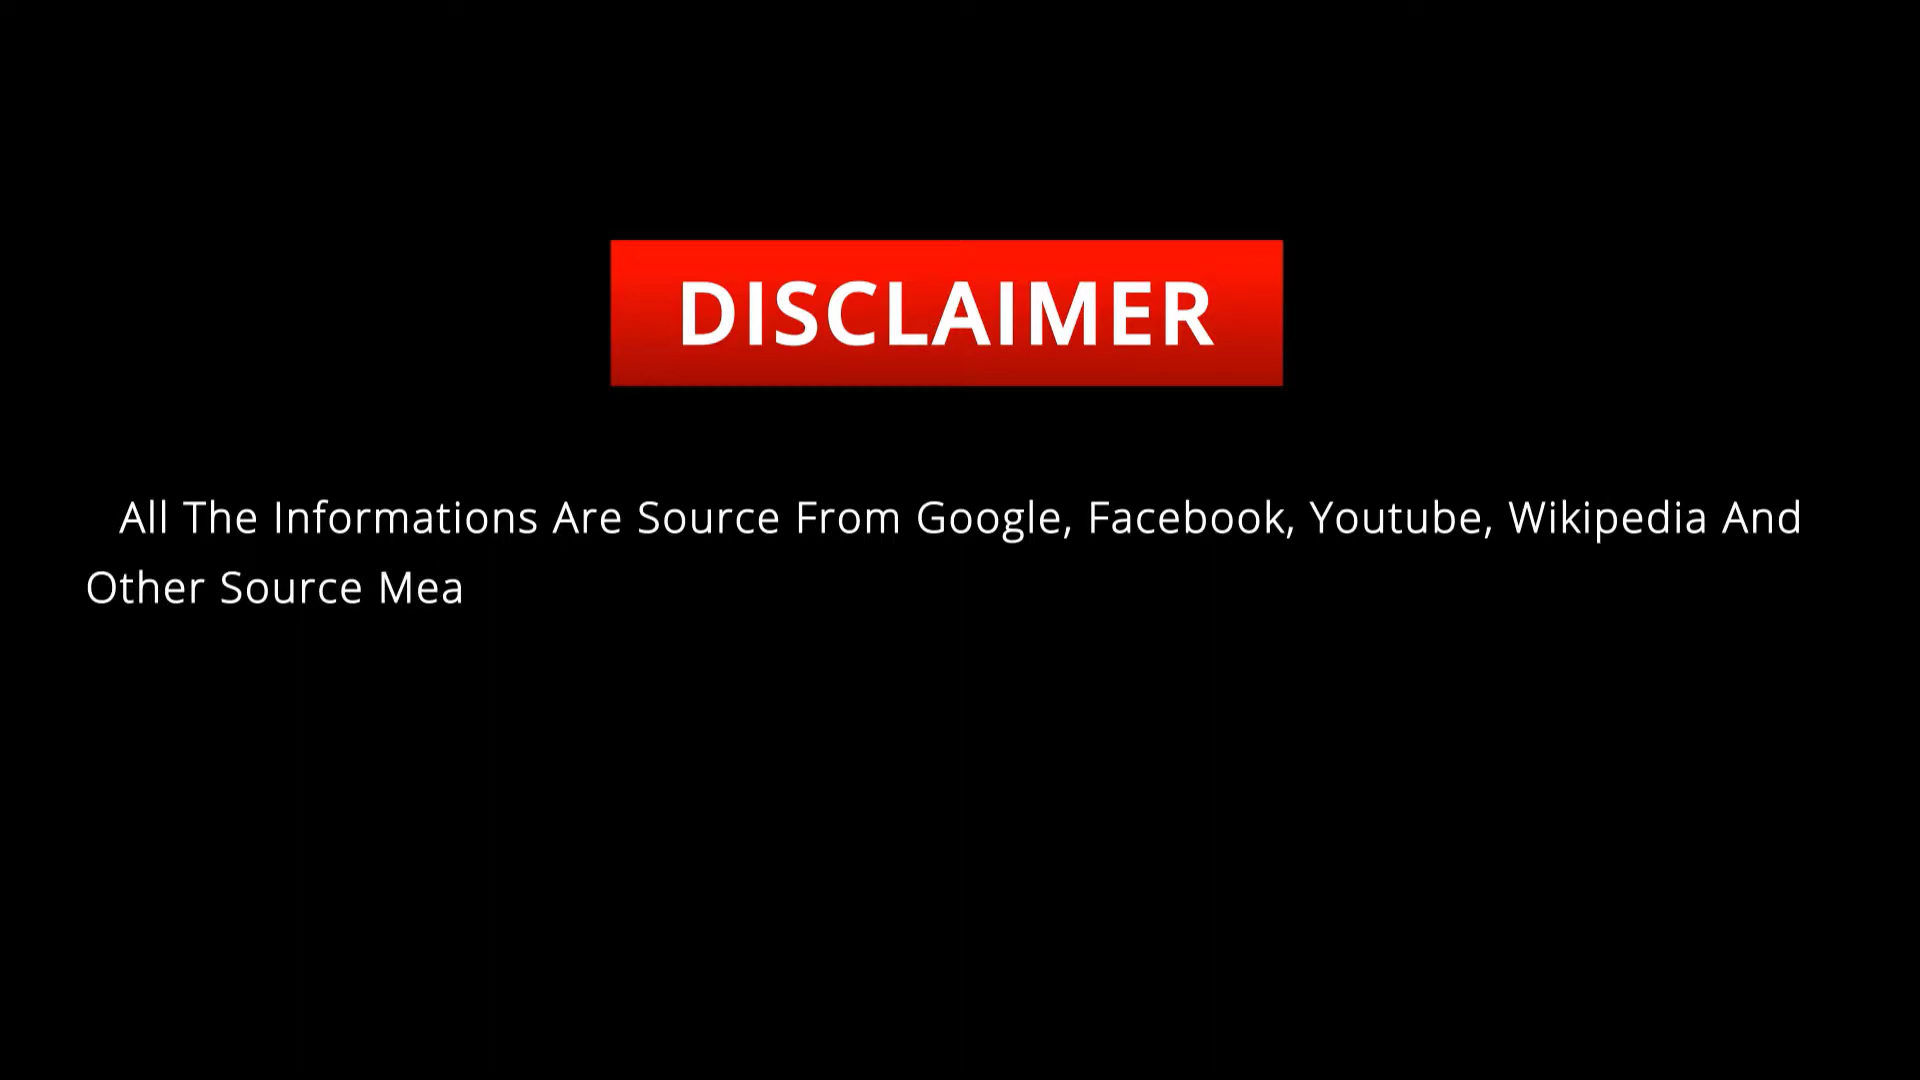 DISCLAIMER
All The Informations Are Source From Google, Facebook, Youtube, Wikipedia And
Other Source Mea